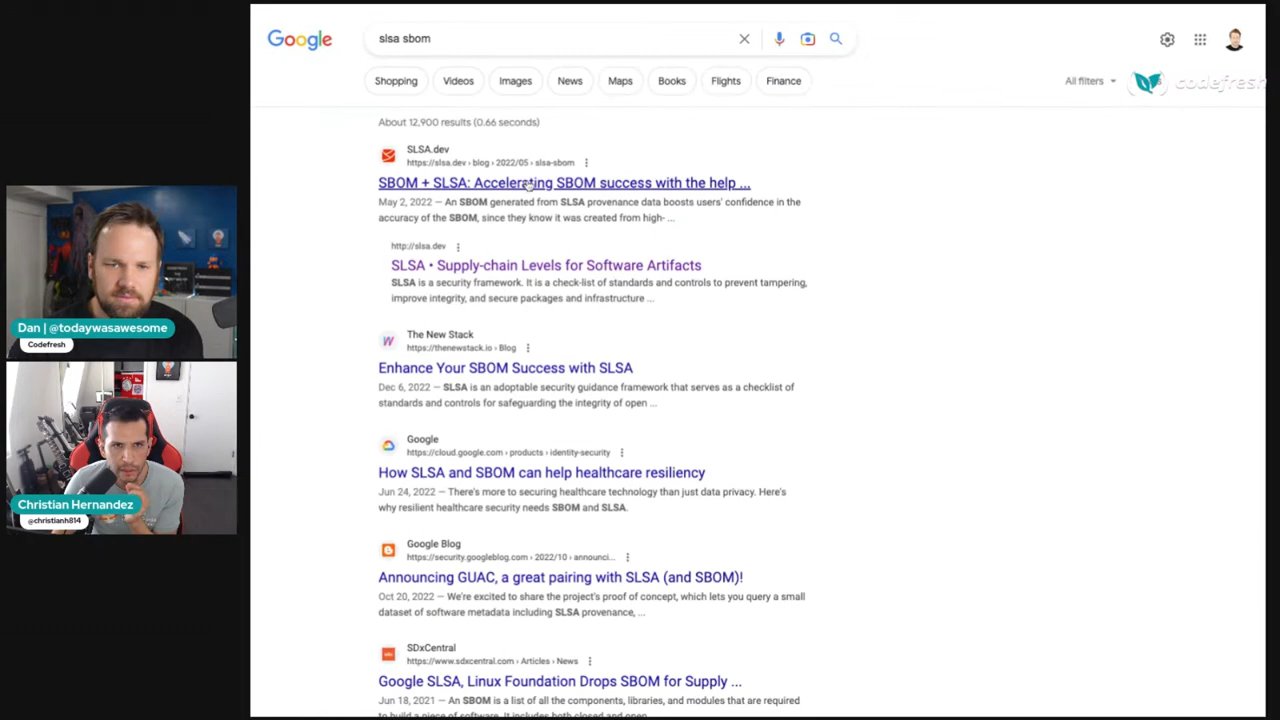 Google
slsa sbom
Shopping
Videos
Images
News
Maps
Books
Flights
Finance
All filters
codefresh
About 12,900 results (0.66 seconds)
SLSA.dev
https://slsa.dev › blog › 2022/05 › slsa-sbom
SBOM + SLSA: Accelerating SBOM success with the help ...
May 2, 2022 — An SBOM generated from SLSA provenance data boosts users' confidence in the
accuracy of the SBOM, since they know it was created from high- ...
http://slsa.dev
SLSA • Supply-chain Levels for Software Artifacts
SLSA is a security framework. It is a check-list of standards and controls to prevent tampering,
improve integrity, and secure packages and infrastructure ...
The New Stack
https://thenewstack.io › Blog
Enhance Your SBOM Success with SLSA
Dec 6, 2022 — SLSA is an adoptable security guidance framework that serves as a checklist of
standards and controls for safeguarding the integrity of open ...
Google
https://cloud.google.com › products › identity-security
How SLSA and SBOM can help healthcare resiliency
Jun 24, 2022 — There's more to securing healthcare technology than just data privacy. Here's
why resilient healthcare security needs SBOM and SLSA.
Google Blog
https://security.googleblog.com › 2022/10 › announci...
Announcing GUAC, a great pairing with SLSA (and SBOM)!
Oct 20, 2022 — We're excited to share the project's proof of concept, which lets you query a small
dataset of software metadata including SLSA provenance, ...
SDxCentral
https://www.sdxcentral.com › Articles › News
Google SLSA, Linux Foundation Drops SBOM for Supply ...
Jun 18, 2021 — An SBOM is a list of all the components, libraries, and modules that are required
to build a piece of software. It includes both closed and open
Dan | @todaywasawesome
Codefresh
Christian Hernandez
@christianh814